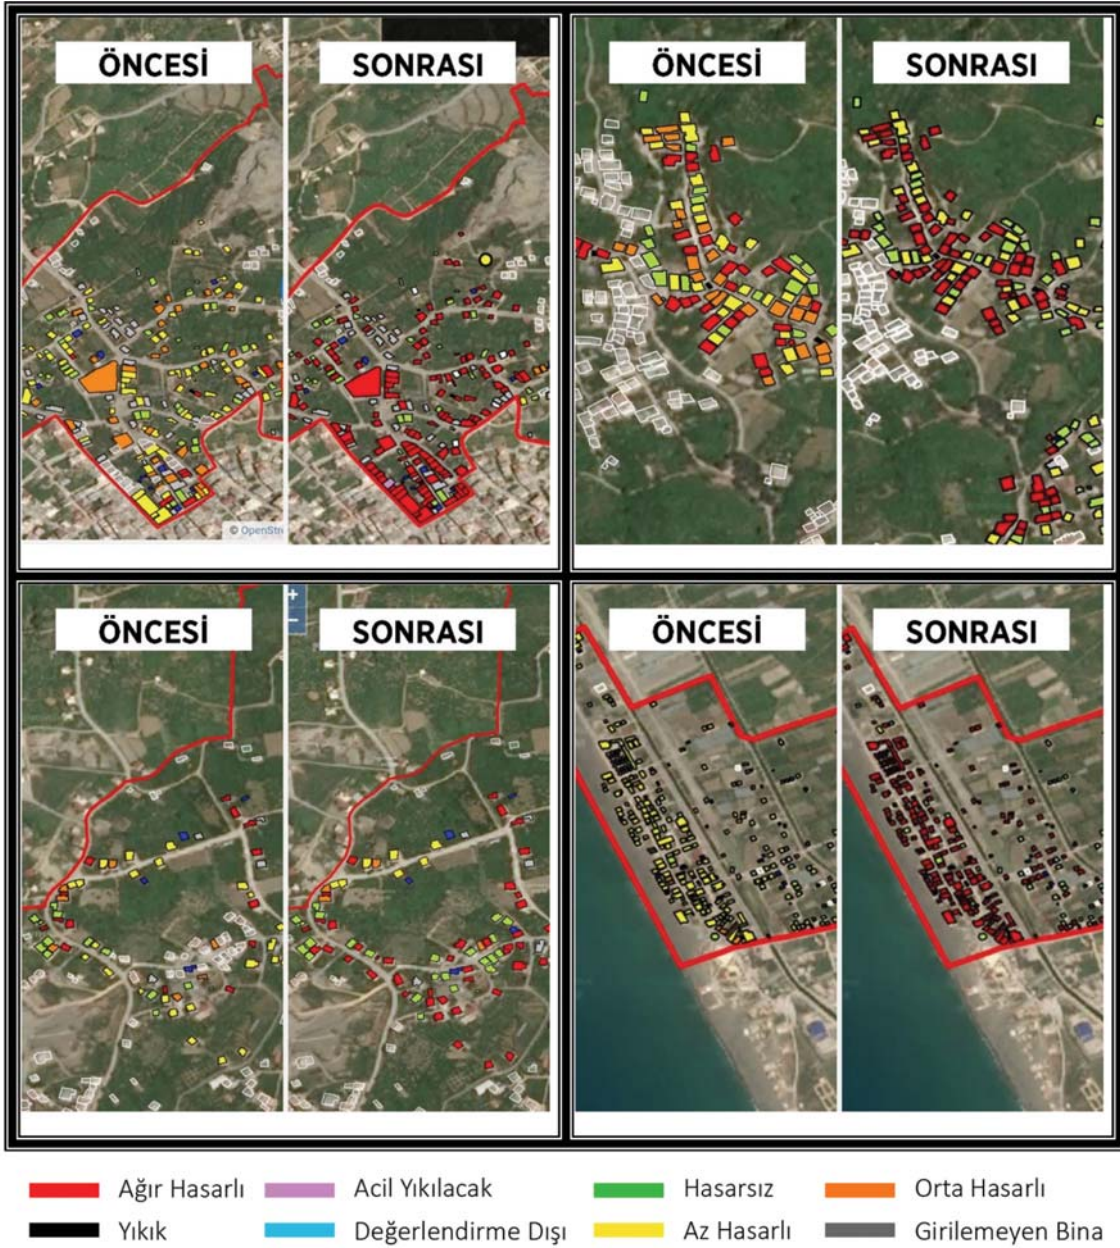 ÖNCESİ SONRASI
ÖNCESİ SONRASI
© OpenStr
ÖNCESİ SONRASI
ÖNCESİ SONRASI
Ağır Hasarlı Acil Yıkılacak Hasarsız Orta Hasarlı
Yıkık Değerlendirme Dışı Az Hasarlı Girilemeyen Bina